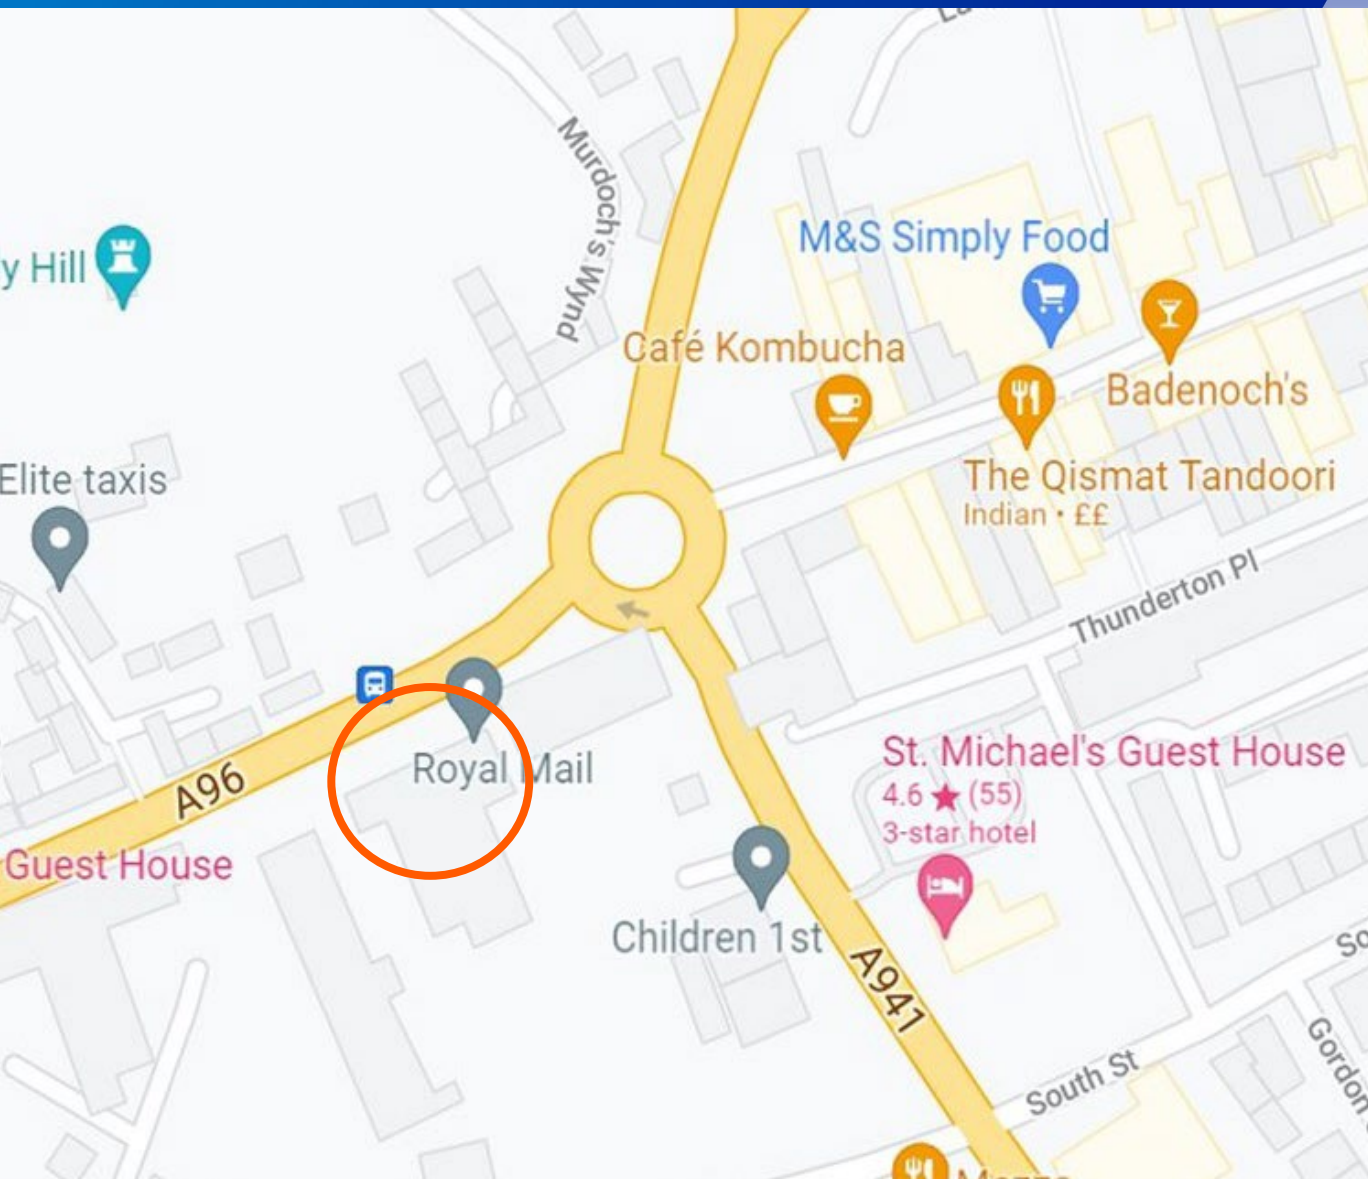 Murdoch's Wynd
M&S Simply Food
y Hill
Café Kombucha
Badenoch's
Elite taxis
The Qismat Tandoori
Indian · ££
Thunderton Pl
Royal Mail
St. Michael's Guest House
4.6 ★ (55)
3-star hotel
A96
Guest House
Children 1st
A941
So
Gordon
South St